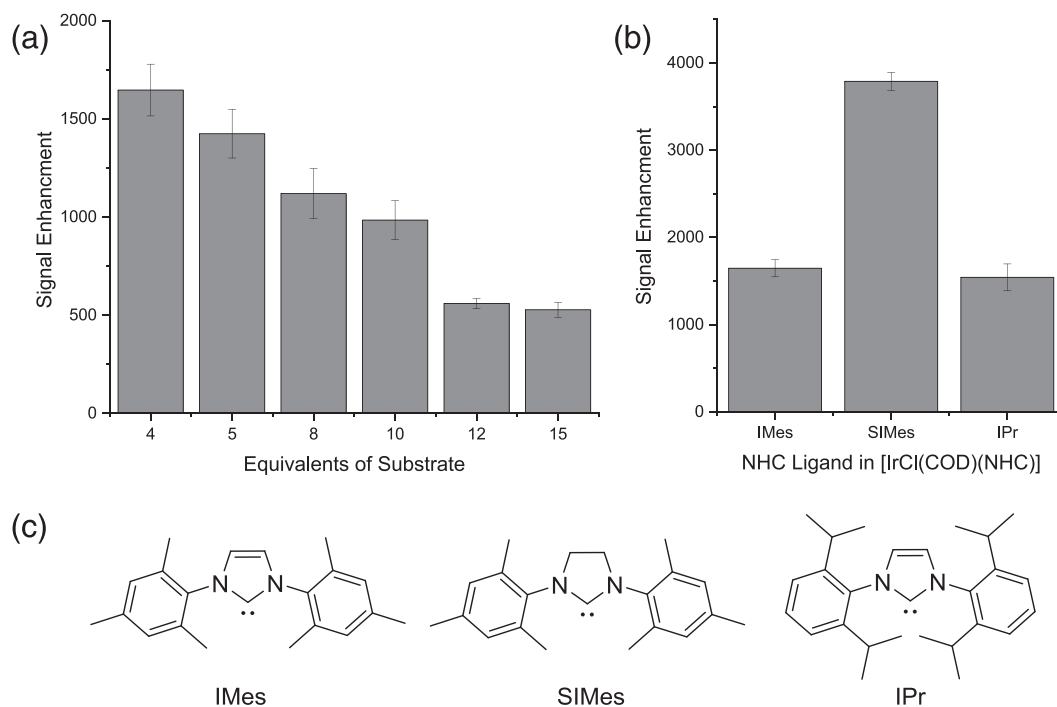 (a)
2000
1500
1000
500
0
Signal Enhancment
4 5 8 10 12 15
Equivalents of Substrate
(b)
4000
3000
2000
1000
0
Signal Enhancment
IMes SIMes IPr
NHC Ligand in [IrCl(COD)(NHC)]
(c)
N N
N N
N N
IMes
SIMes
IPr